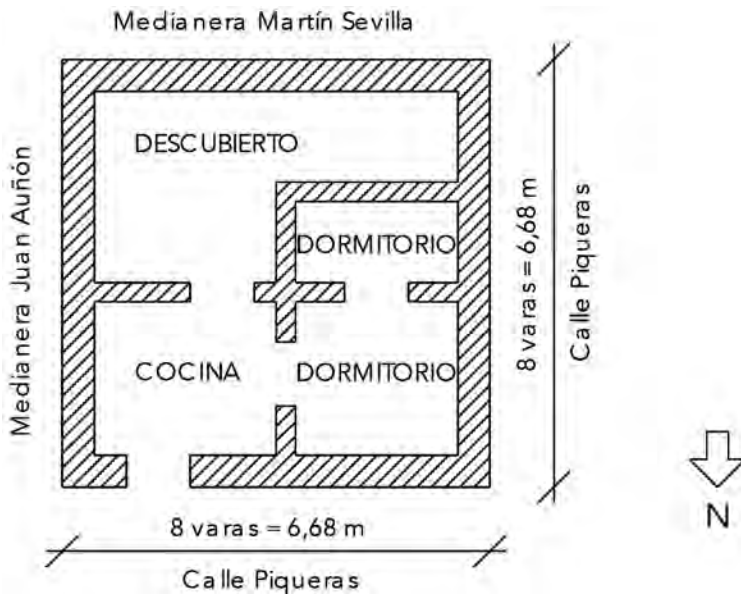 Medianera Martín Sevilla
Medianera Juan Auñón
DESCUBIERTO
DORMITORIO
COCINA
DORMITORIO
8 varas = 6,68 m
Calle Piqueras
8 varas = 6,68 m
Calle Piqueras
N